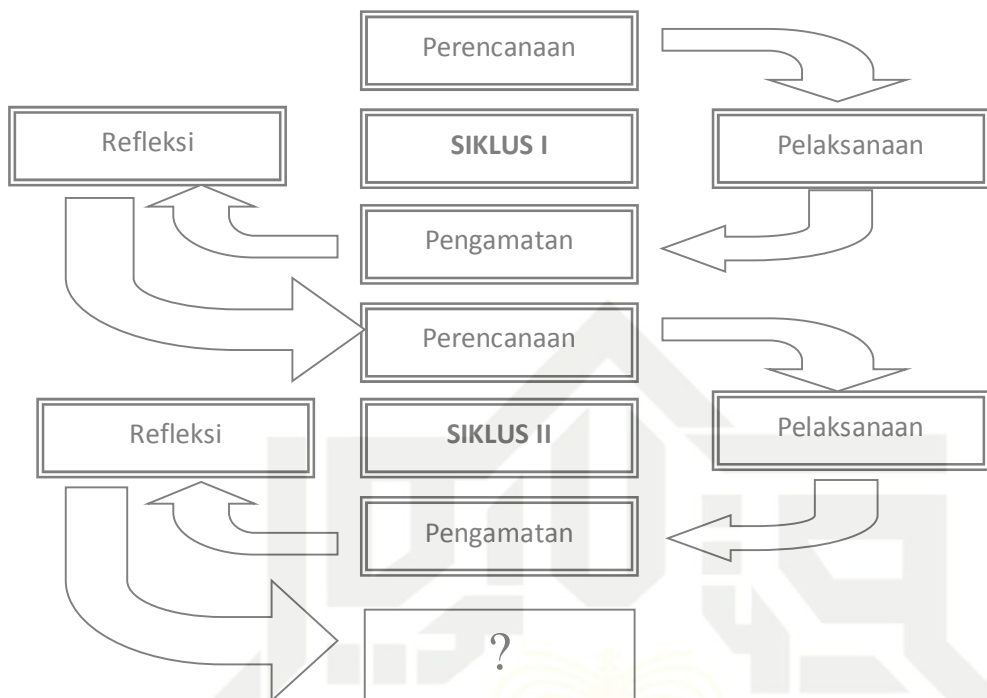 Perencanaan
Refleksi
SIKLUS I
Pelaksanaan
Pengamatan
Perencanaan
Refleksi
SIKLUS II
Pelaksanaan
Pengamatan
?